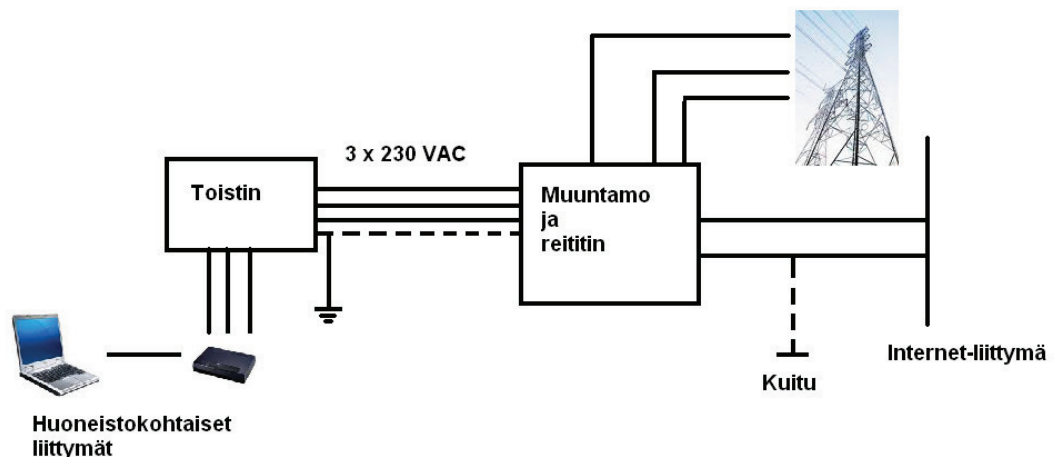 3 x 230 VAC
Toistin
Muuntamo
ja
reititin
Internet-liittymä
Kuitu
Huoneistokohtaiset
liittymät